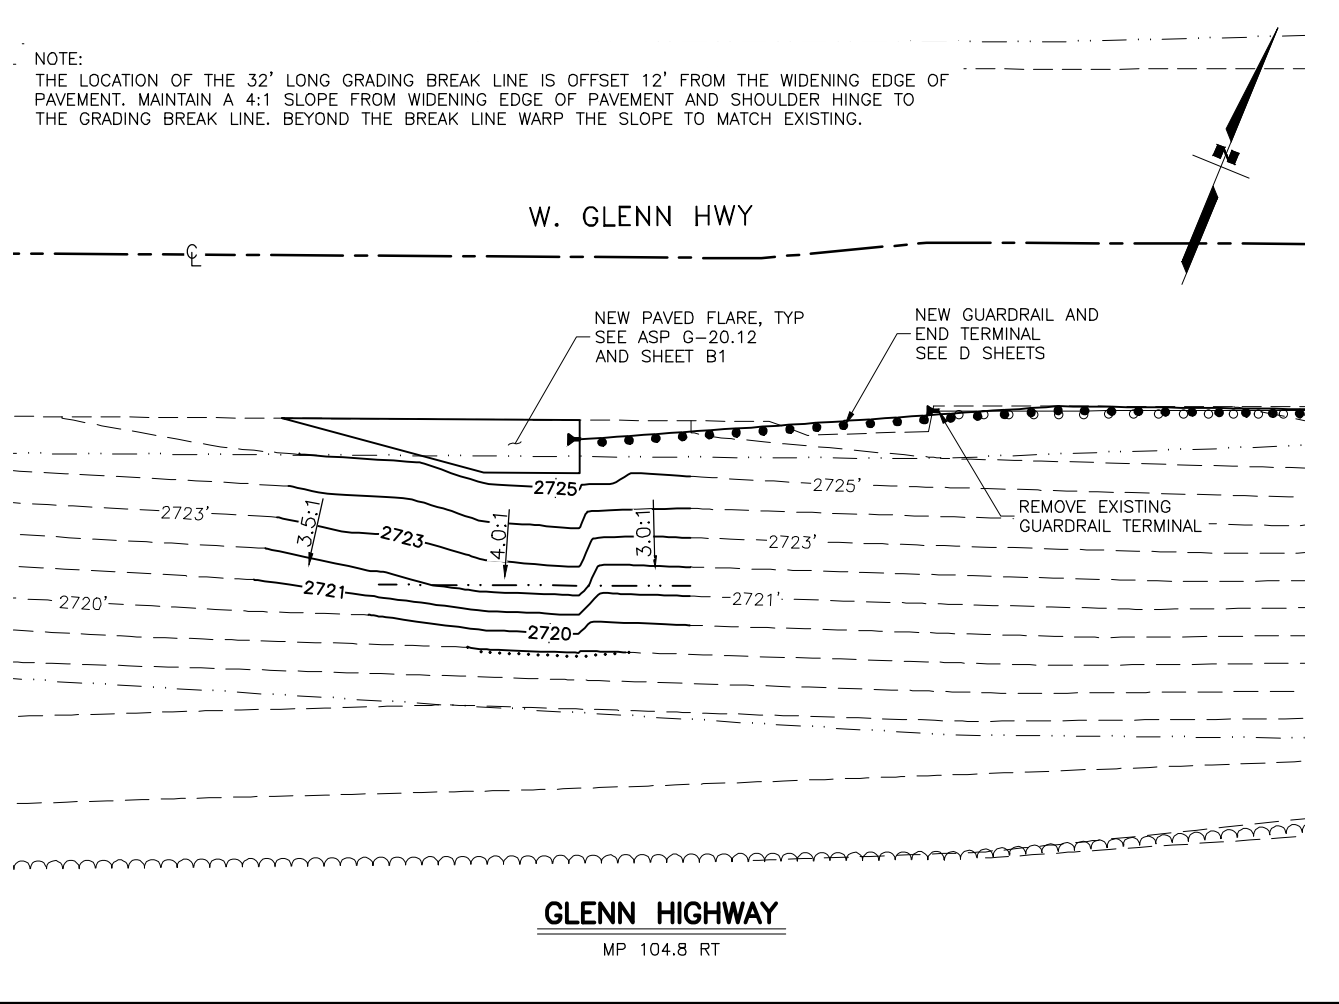 NOTE:
THE LOCATION OF THE 32' LONG GRADING BREAK LINE IS OFFSET 12' FROM THE WIDENING EDGE OF
PAVEMENT. MAINTAIN A 4:1 SLOPE FROM WIDENING EDGE OF PAVEMENT AND SHOULDER HINGE TO
THE GRADING BREAK LINE. BEYOND THE BREAK LINE WARP THE SLOPE TO MATCH EXISTING.
N
W. GLENN HWY
℄
NEW PAVED FLARE, TYP
SEE ASP G-20.12
AND SHEET B1
NEW GUARDRAIL AND
END TERMINAL
SEE D SHEETS
2725
2725'
REMOVE EXISTING
GUARDRAIL TERMINAL
2723'
3.5:1
2723
4.0:1
3.0:1
2723'
2721
2721'
2720'
2720
GLENN HIGHWAY
MP 104.8 RT